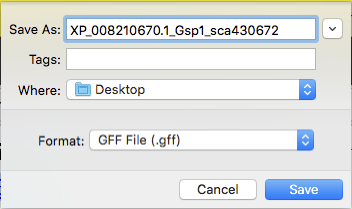 Save As: XP_008210670.1_Gsp1_sca430672
Tags:
Where: Desktop
Format: GFF File (.gff)
Cancel Save